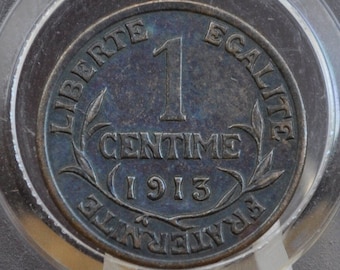 LIBERTE EGALITE
1
CENTIME
1913
FRATERNITE